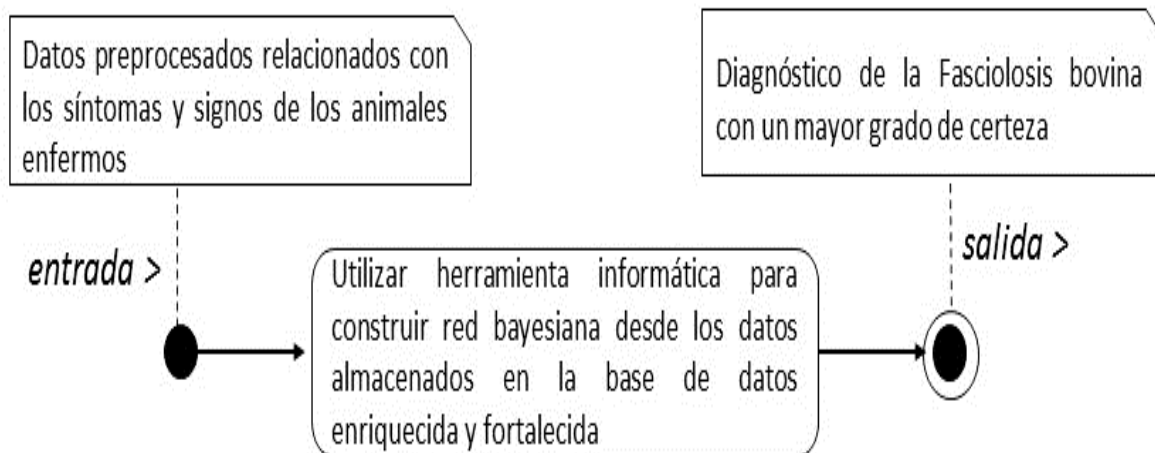 Datos preprocesados relacionados con
los síntomas y signos de los animales
enfermos
Diagnóstico de la Fasciolosis bovina
con un mayor grado de certeza
entrada >
salida >
Utilizar herramienta informática para
construir red bayesiana desde los datos
almacenados en la base de datos
enriquecida y fortalecida